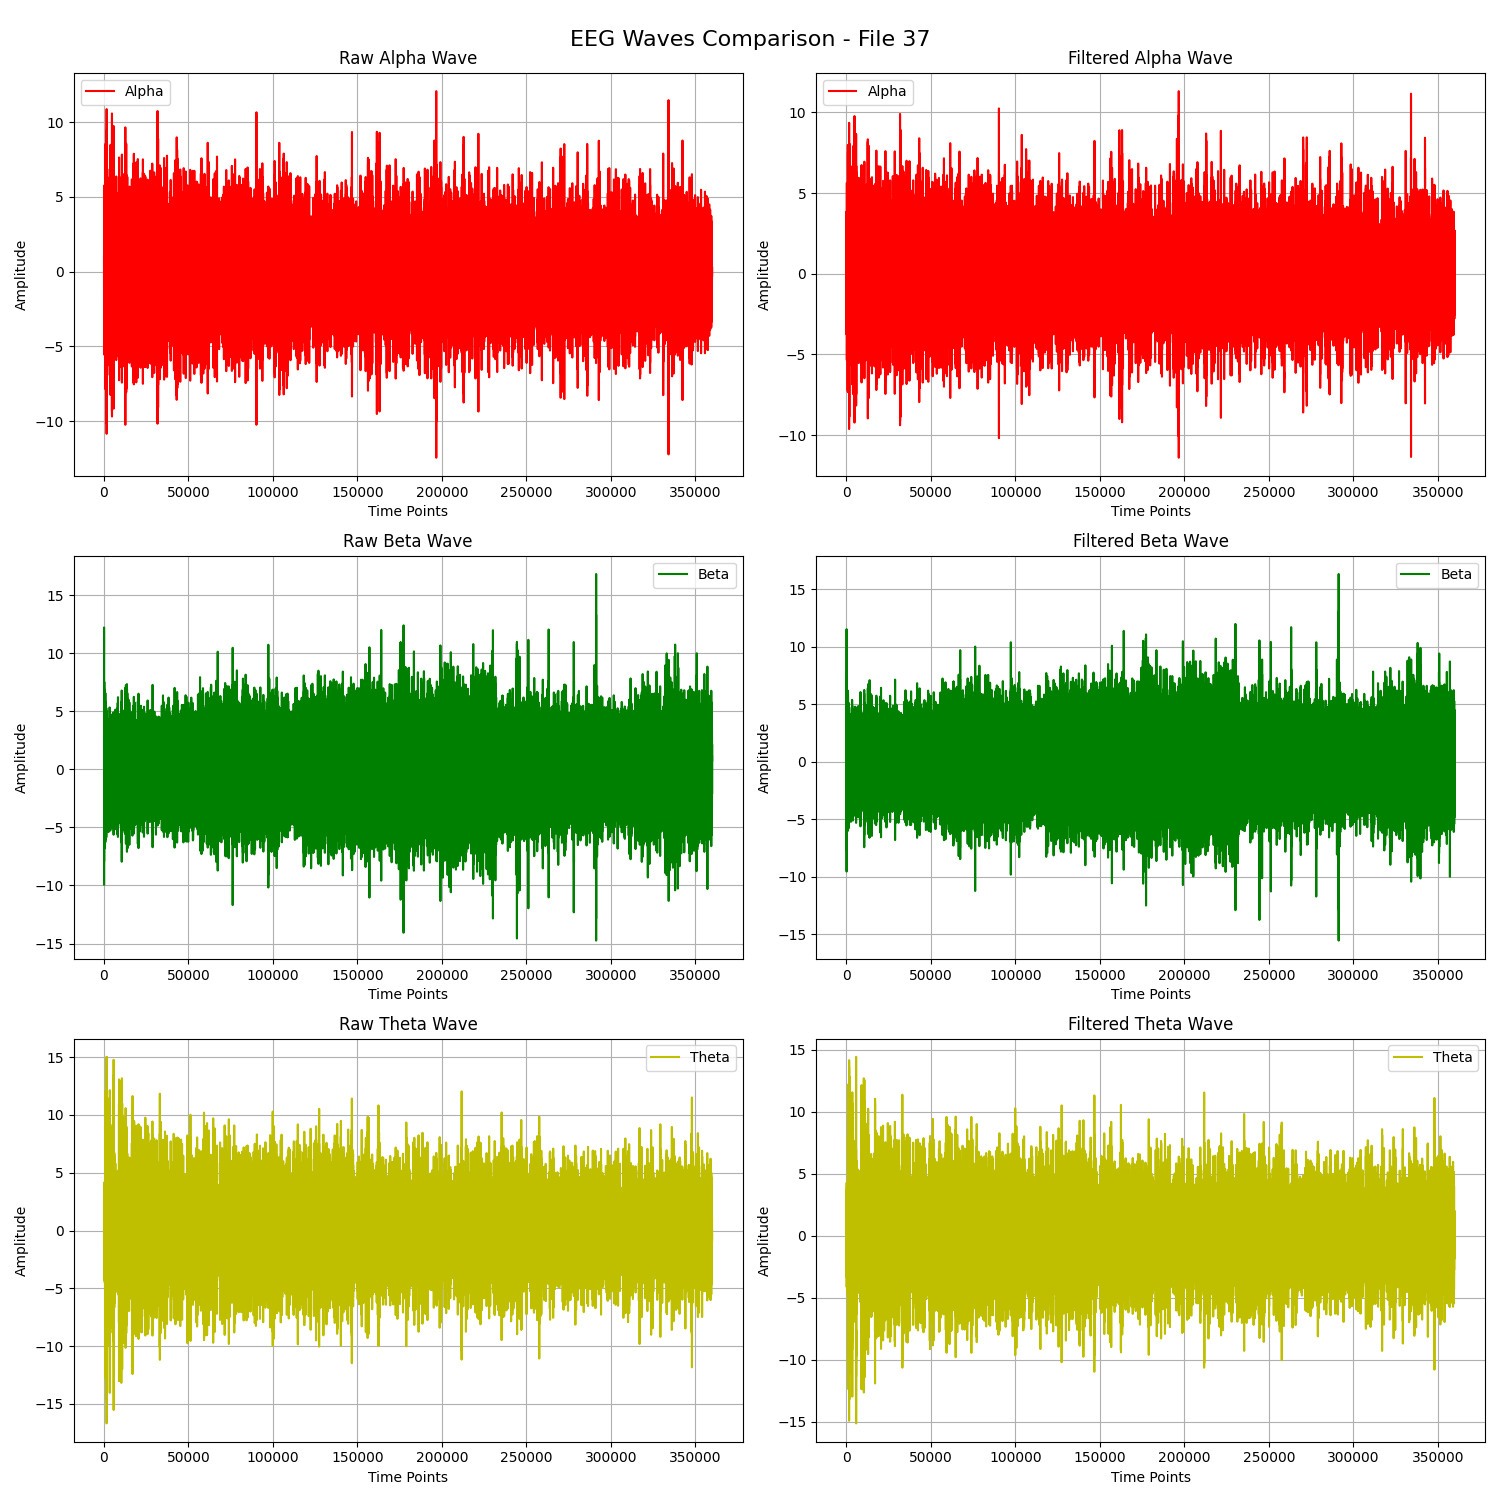 EEG Waves Comparison - File 37
Raw Alpha Wave
Alpha
Amplitude
10
5
0
−5
−10
0 50000 100000 150000 200000 250000 300000 350000
Time Points
Filtered Alpha Wave
Alpha
Amplitude
10
5
0
−5
−10
0 50000 100000 150000 200000 250000 300000 350000
Time Points
Raw Beta Wave
Beta
Amplitude
15
10
5
0
−5
−10
−15
0 50000 100000 150000 200000 250000 300000 350000
Time Points
Filtered Beta Wave
Beta
Amplitude
15
10
5
0
−5
−10
−15
0 50000 100000 150000 200000 250000 300000 350000
Time Points
Raw Theta Wave
Theta
Amplitude
15
10
5
0
−5
−10
−15
0 50000 100000 150000 200000 250000 300000 350000
Time Points
Filtered Theta Wave
Theta
Amplitude
15
10
5
0
−5
−10
−15
0 50000 100000 150000 200000 250000 300000 350000
Time Points